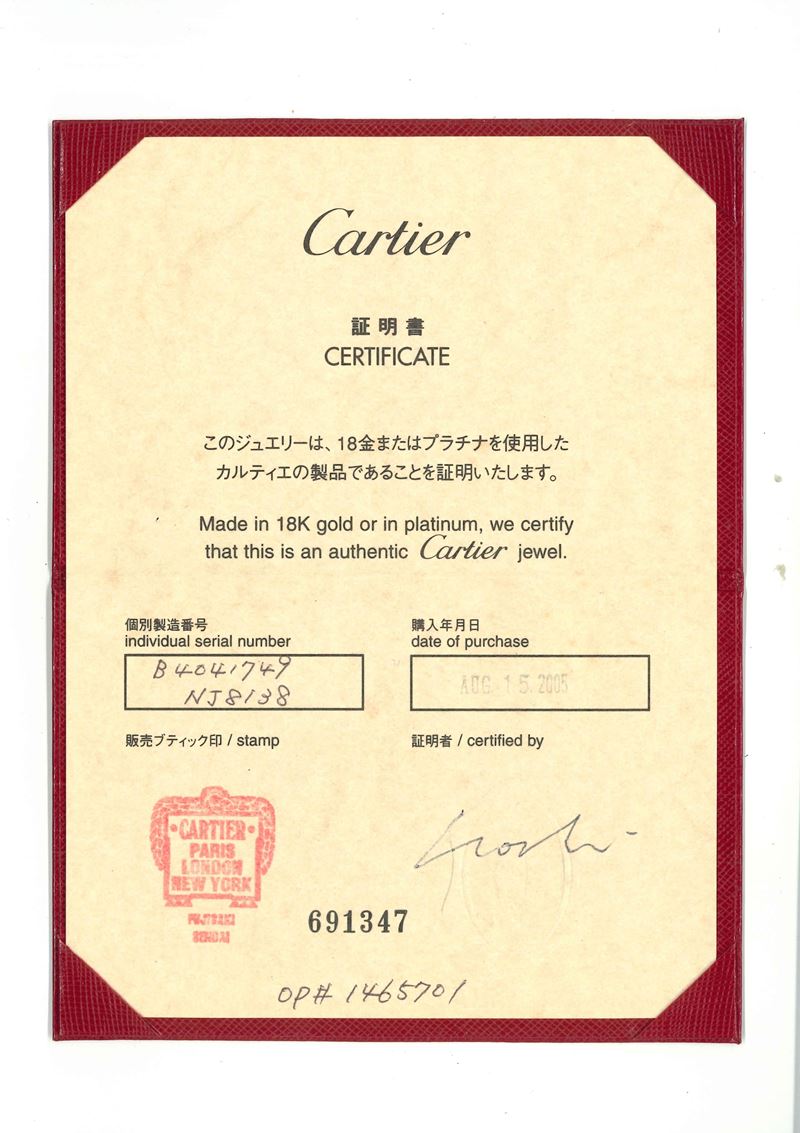 Cartier
証明書
CERTIFICATE
このジュエリーは、18金またはプラチナを使用した
カルティエの製品であることを証明いたします。
Made in 18K gold or in platinum, we certify
that this is an authentic Cartier jewel.
個別製造番号
individual serial number
B4041749
NJ8138
購入年月日
date of purchase
AUG. 15. 2005
販売ブティック印 / stamp
証明者 / certified by
CARTIER
PARIS
LONDON
NEW YORK
FUJISAKI
SENDAI
691347
OP# 1465701